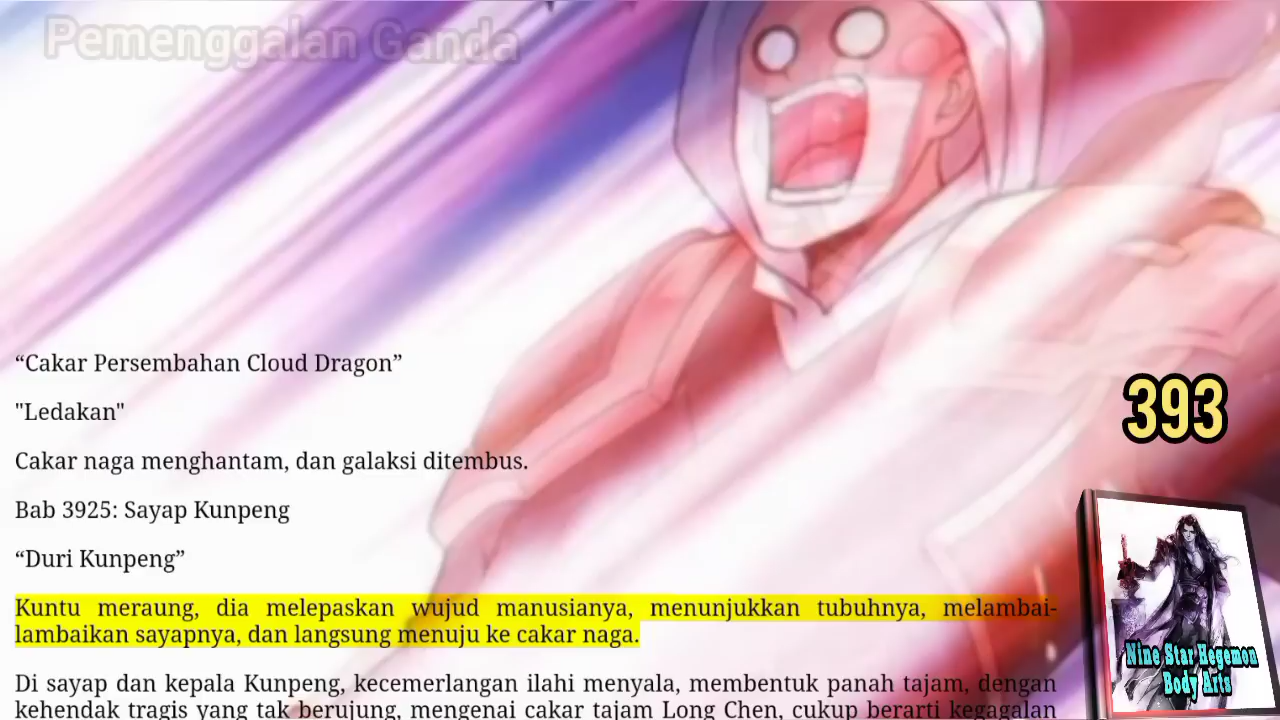 Pemenggalan Ganda
“Cakar Persembahan Cloud Dragon”
"Ledakan"
Cakar naga menghantam, dan galaksi ditembus.
393
Bab 3925: Sayap Kunpeng
“Duri Kunpeng”
Kuntu meraung, dia melepaskan wujud manusianya, menunjukkan tubuhnya, melambai-
lambaikan sayapnya, dan langsung menuju ke cakar naga.
Nine Star Hegemon
Body Arts
Di sayap dan kepala Kunpeng, kecemerlangan ilahi menyala, membentuk panah tajam, dengan
kehendak tragis yang tak berujung, mengenai cakar tajam Long Chen, cukup berarti kegagalan